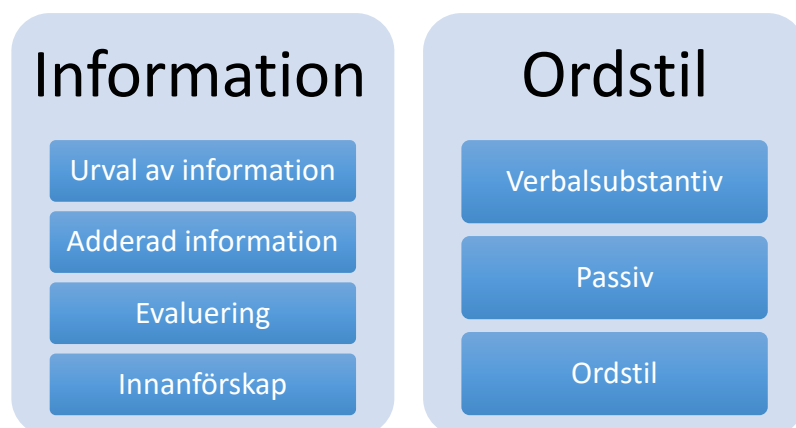 Information
Urval av information
Adderad information
Evaluering
Innanförskap
Ordstil
Verbalsubstantiv
Passiv
Ordstil